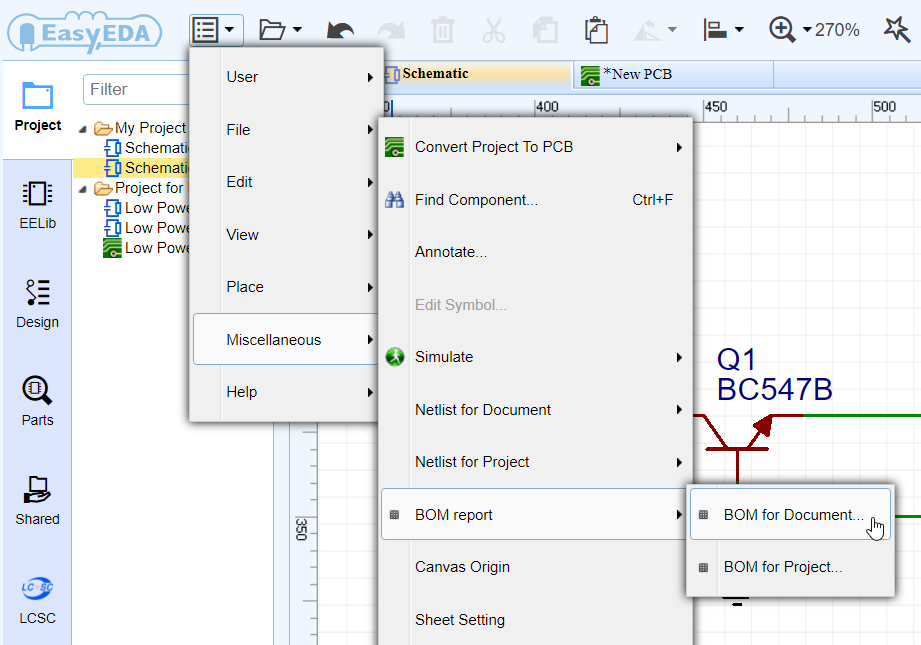 EasyEDA
270%
Schematic
*New PCB
Filter
400
450
500
Project
My Project
Schemati
Schemati
Project for
Low Powe
Low Powe
Low Powe
EELib
Design
Parts
Shared
LCSC
LCSC
User
File
Edit
View
Place
Miscellaneous
Help
Convert Project To PCB
Find Component... Ctrl+F
Annotate...
Edit Symbol...
Simulate
Netlist for Document
Netlist for Project
BOM report
Canvas Origin
Sheet Setting
BOM for Document...
BOM for Project...
Q1
BC547B
350